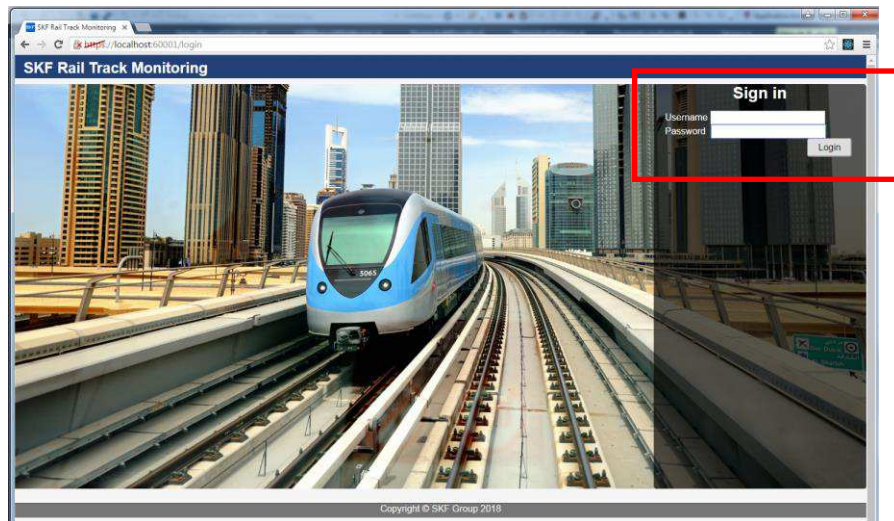 SKF Rail Track Monitoring
https://localhost:60001/login
SKF Rail Track Monitoring
Sign in
Username
Password
Login
5065
Copyright © SKF Group 2018